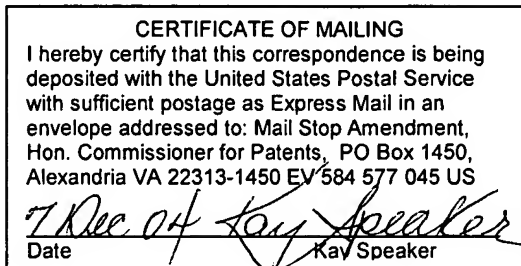 CERTIFICATE OF MAILING
I hereby certify that this correspondence is being
deposited with the United States Postal Service
with sufficient postage as Express Mail in an
envelope addressed to: Mail Stop Amendment,
Hon. Commissioner for Patents, PO Box 1450,
Alexandria VA 22313-1450 EV 584 577 045 US
7 Dec 04 Kay Speaker
Date Kay Speaker